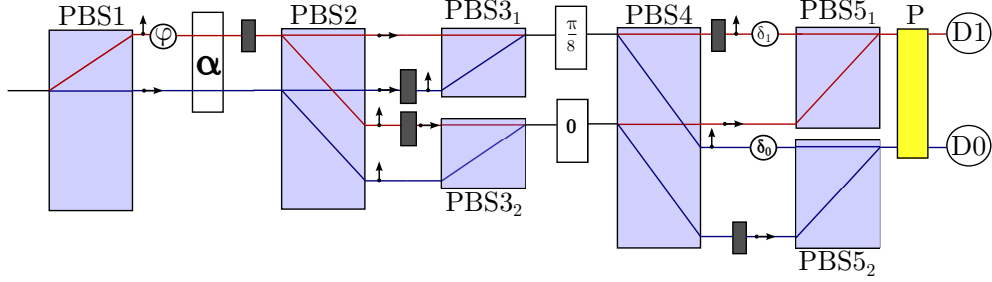 PBS1
φ
α
PBS2
PBS3₁
PBS3₂
π/8
0
PBS4
δ₁
δ₀
PBS5₁
PBS5₂
P
D1
D0